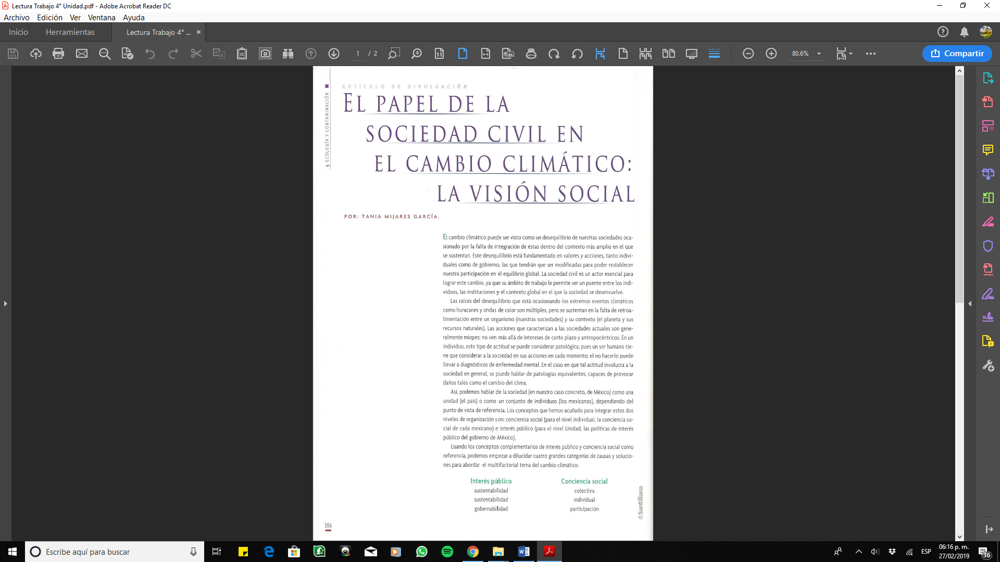 Lectura Trabajo 4° Unidad.pdf - Adobe Acrobat Reader DC
Archivo Edición Ver Ventana Ayuda
Inicio Herramientas Lectura Trabajo 4° ... ×
1 / 2 80.6% Compartir
ARTÍCULO DE DIVULGACIÓN
5 ECOLOGÍA Y CONTAMINACIÓN
EL PAPEL DE LA
SOCIEDAD CIVIL EN
EL CAMBIO CLIMÁTICO:
LA VISIÓN SOCIAL
POR: TANIA MIJARES GARCÍA.
El cambio climático puede ser visto como un desequilibrio de nuestras sociedades oca-
sionado por la falta de integración de éstas dentro del contexto más amplio en el que
se sustentan. Este desequilibrio está fundamentado en valores y acciones, tanto indivi-
duales como de gobierno, las que tendrán que ser modificadas para poder restablecer
nuestra participación en el equilibrio global. La sociedad civil es un actor esencial para
lograr este cambio, ya que su ámbito de trabajo le permite ser un puente entre los indi-
viduos, las instituciones y el contexto global en el que la sociedad se desenvuelve.
Las raíces del desequilibrio que está ocasionando los extremos eventos climáticos
como huracanes y ondas de calor son múltiples, pero se sustentan en la falta de retroa-
limentación entre un organismo (nuestras sociedades) y su contexto (el planeta y sus
recursos naturales). Las acciones que caracterizan a las sociedades actuales son gene-
ralmente miopes: no ven más allá de intereses de corto plazo y antropocéntricos. En un
individuo, este tipo de actitud se puede considerar patológica, pues un ser humano tie-
ne que considerar a la sociedad en sus acciones en cada momento; el no hacerlo puede
llevar a diagnósticos de enfermedad mental. En el caso en que tal actitud involucra a la
sociedad en general, se puede hablar de patologías equivalentes, capaces de provocar
daños tales como el cambio del clima.
Así, podemos hablar de la sociedad (en nuestro caso concreto, de México) como una
unidad (el país) o como un conjunto de individuos (los mexicanos), dependiendo del
punto de vista de referencia. Los conceptos que hemos acuñado para integrar estos dos
niveles de organización son: conciencia social (para el nivel individual, la conciencia so-
cial de cada mexicano) e interés público (para el nivel Unidad, las políticas de interés
público del gobierno de México).
Usando los conceptos complementarios de interés público y conciencia social como
referencia, podemos empezar a dilucidar cuatro grandes categorías de causas y solucio-
nes para abordar el multifactorial tema del cambio climático.
Interés público Conciencia social
sustentabilidad colectiva
sustentabilidad individual
gobernabilidad participación
©Santillana
306
Escribe aquí para buscar
ESP
06:16 p. m.
27/02/2019
36